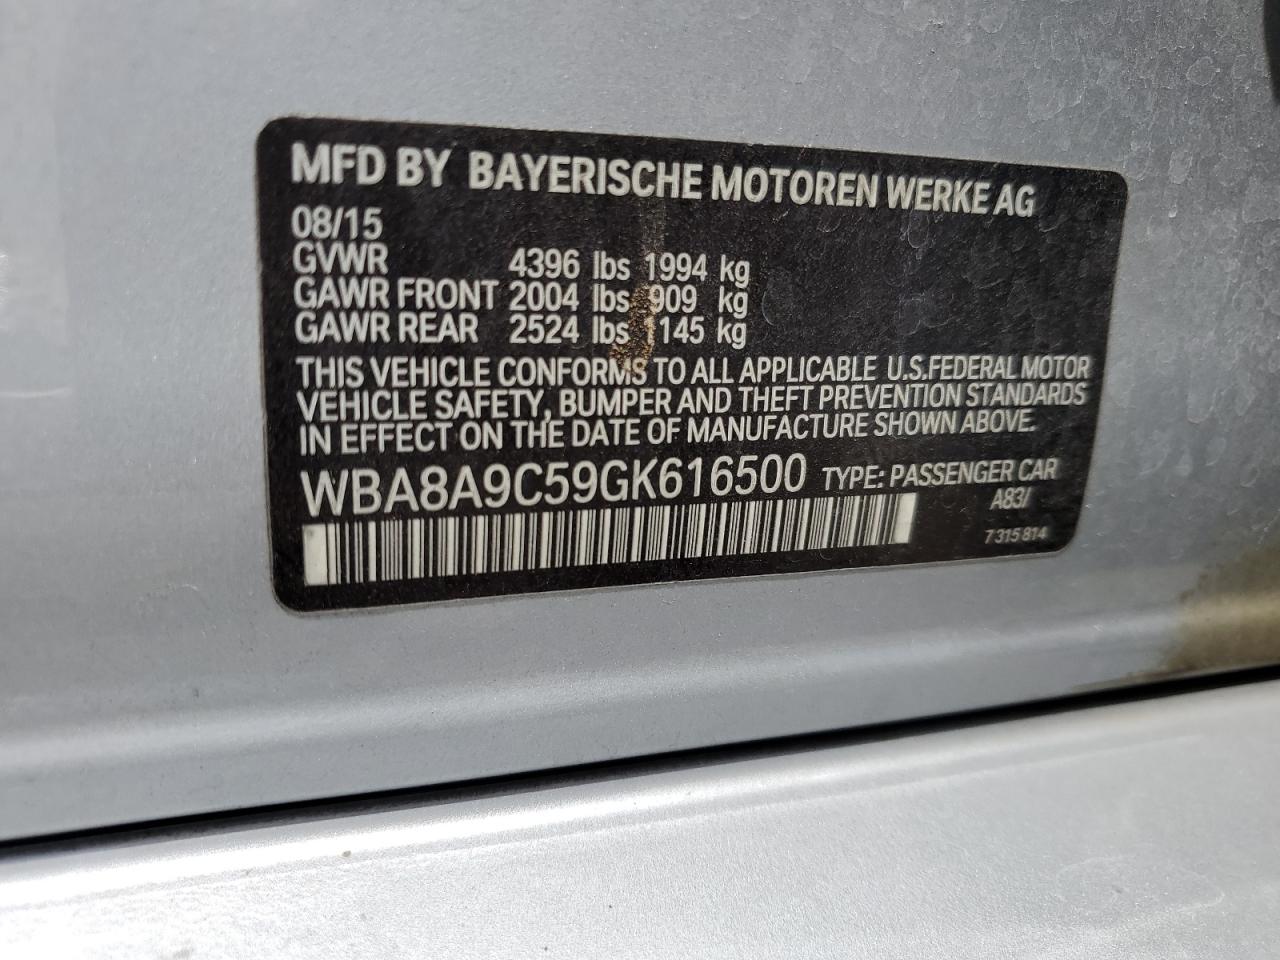 MFD BY BAYERISCHE MOTOREN WERKE AG
08/15
GVWR 4396 lbs 1994 kg
GAWR FRONT 2004 lbs 909 kg
GAWR REAR 2524 lbs 1145 kg
THIS VEHICLE CONFORMS TO ALL APPLICABLE U.S.FEDERAL MOTOR
VEHICLE SAFETY, BUMPER AND THEFT PREVENTION STANDARDS
IN EFFECT ON THE DATE OF MANUFACTURE SHOWN ABOVE.
WBA8A9C59GK616500 TYPE: PASSENGER CAR
A83/
7315814